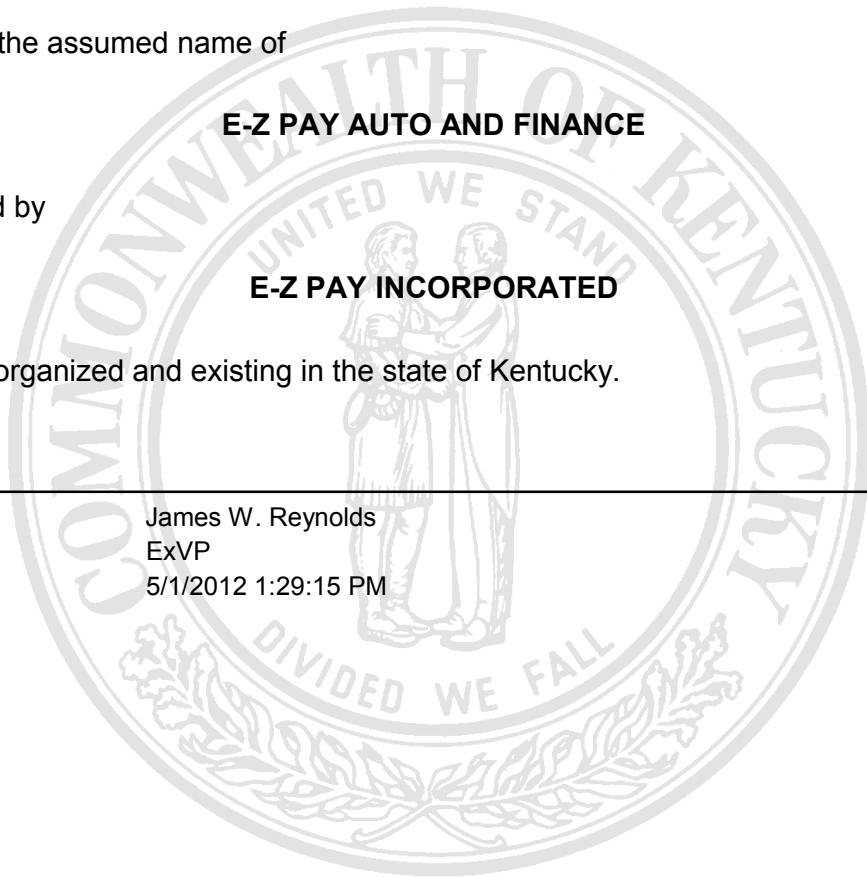 the assumed name of
E-Z PAY AUTO AND FINANCE
d by
E-Z PAY INCORPORATED
organized and existing in the state of Kentucky.
James W. Reynolds
ExVP
5/1/2012 1:29:15 PM
COMMONWEALTH OF KENTUCKY
UNITED WE STAND
DIVIDED WE FALL